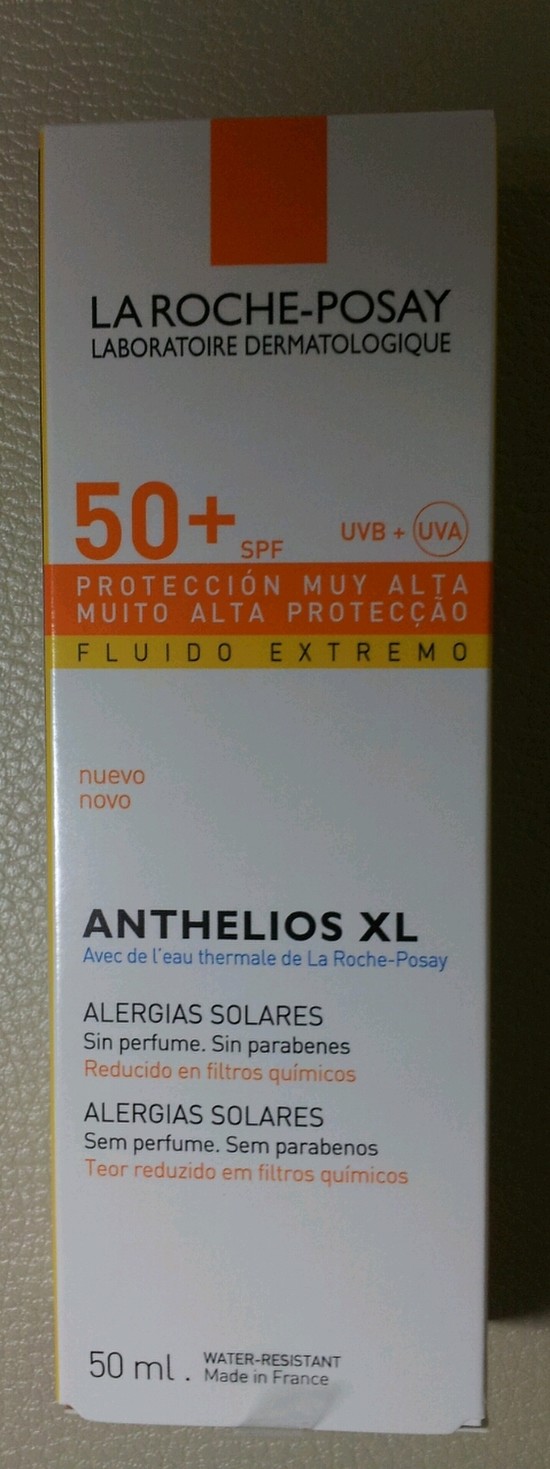 LA ROCHE-POSAY
LABORATOIRE DERMATOLOGIQUE
50+ SPF UVB + UVA
PROTECCIÓN MUY ALTA
MUITO ALTA PROTECÇÃO
FLUIDO EXTREMO
nuevo
novo
ANTHELIOS XL
Avec de l'eau thermale de La Roche-Posay
ALERGIAS SOLARES
Sin perfume. Sin parabenes
Reducido en filtros químicos
ALERGIAS SOLARES
Sem perfume. Sem parabenos
Teor reduzido em filtros químicos
50 ml . WATER-RESISTANT
Made in France